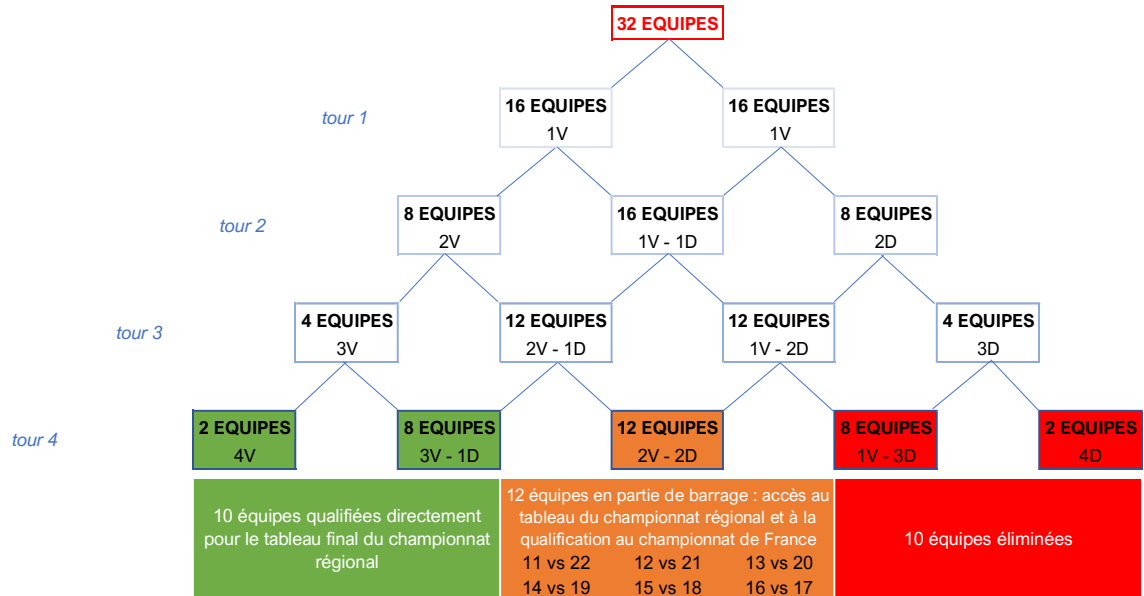 32 EQUIPES
tour 1
16 EQUIPES
1V
16 EQUIPES
1V
tour 2
8 EQUIPES
2V
16 EQUIPES
1V - 1D
8 EQUIPES
2D
tour 3
4 EQUIPES
3V
12 EQUIPES
2V - 1D
12 EQUIPES
1V - 2D
4 EQUIPES
3D
tour 4
2 EQUIPES
4V
8 EQUIPES
3V - 1D
12 EQUIPES
2V - 2D
8 EQUIPES
1V - 3D
2 EQUIPES
4D
10 équipes qualifiées directement
pour le tableau final du championnat
régional
12 équipes en partie de barrage : accès au
tableau du championnat régional et à la
qualification au championnat de France
11 vs 22 12 vs 21 13 vs 20
14 vs 19 15 vs 18 16 vs 17
10 équipes éliminées